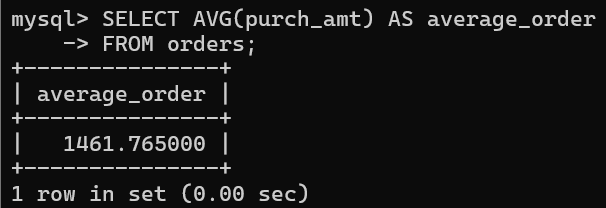 mysql> SELECT AVG(purch_amt) AS average_order
    -> FROM orders;
+---------------+
| average_order |
+---------------+
|   1461.765000 |
+---------------+
1 row in set (0.00 sec)